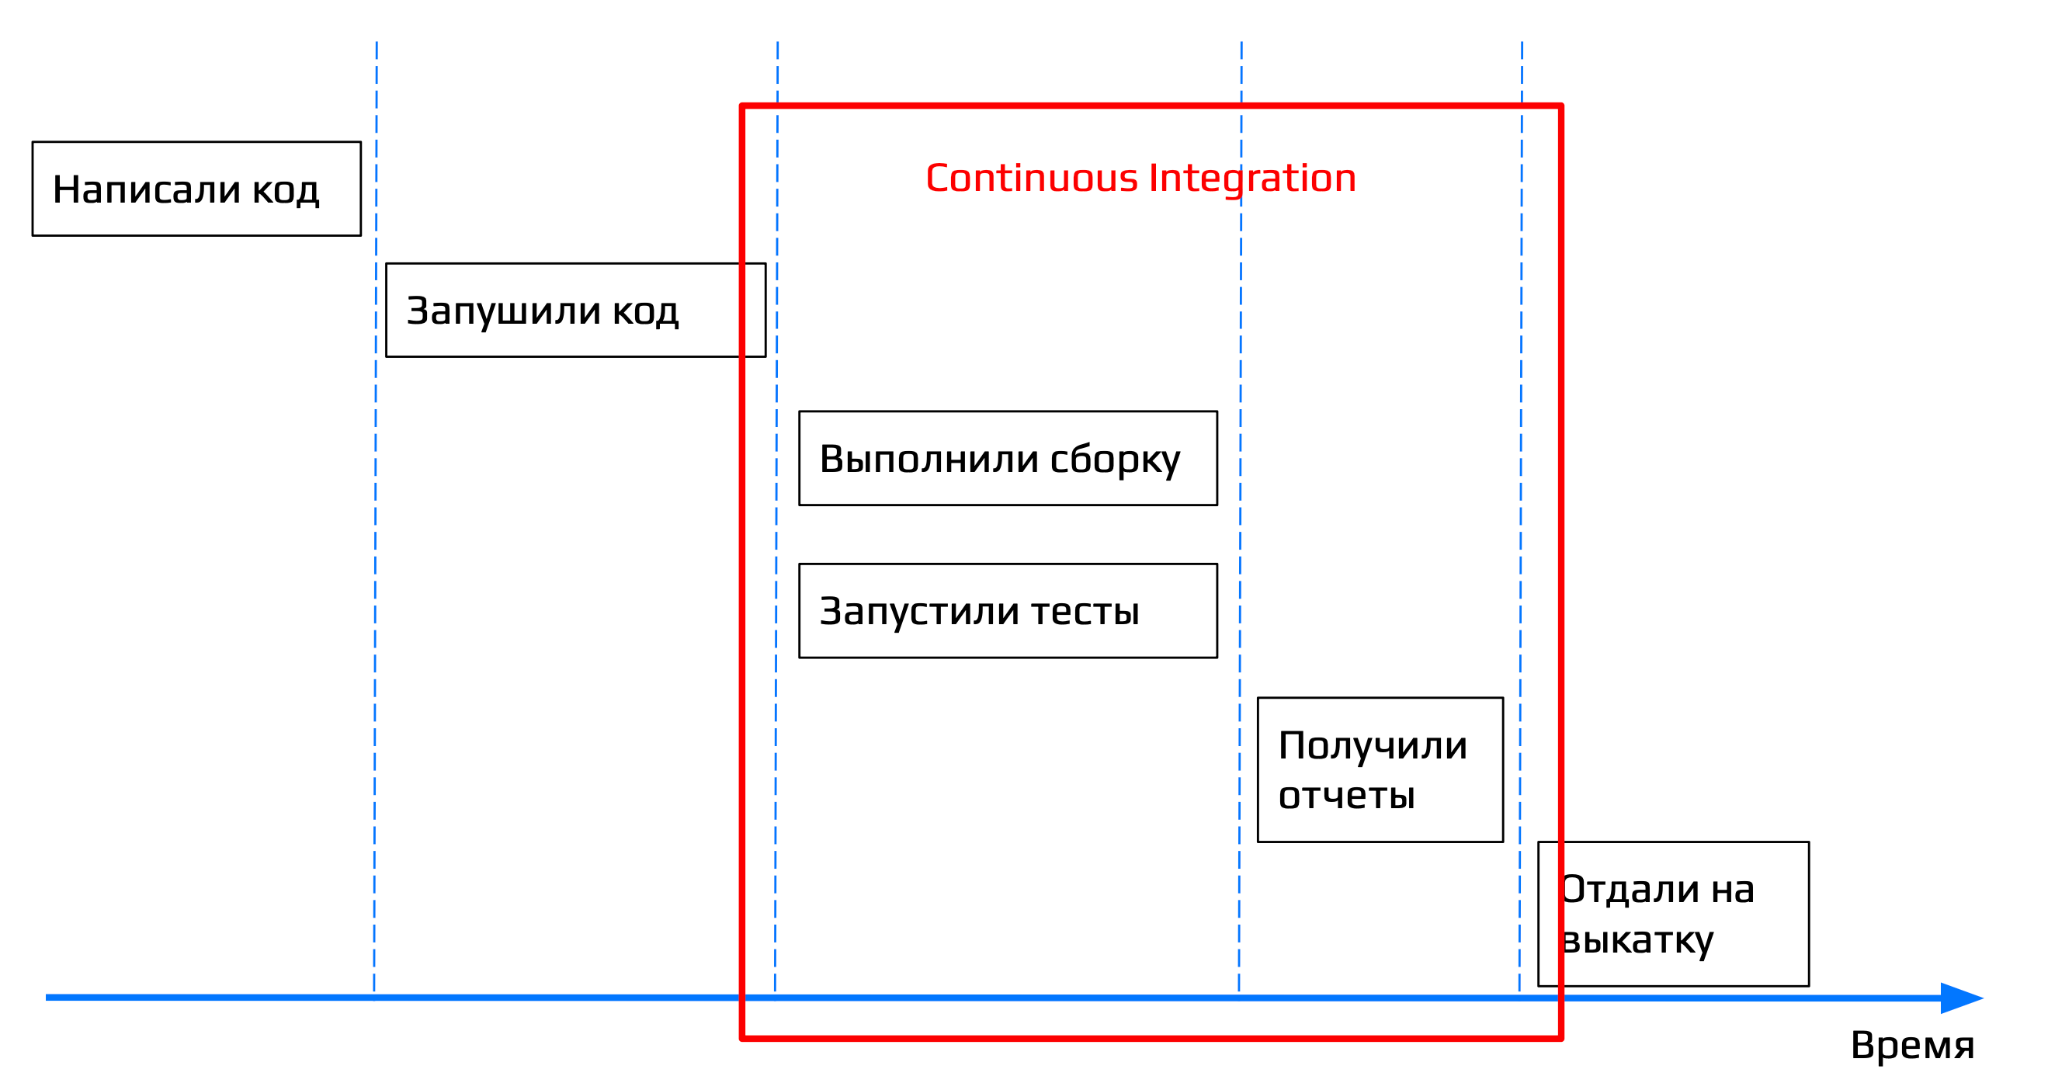 Continuous Integration
Написали код
Запушили код
Выполнили сборку
Запустили тесты
Получили
отчеты
Отдали на
выкатку
Время